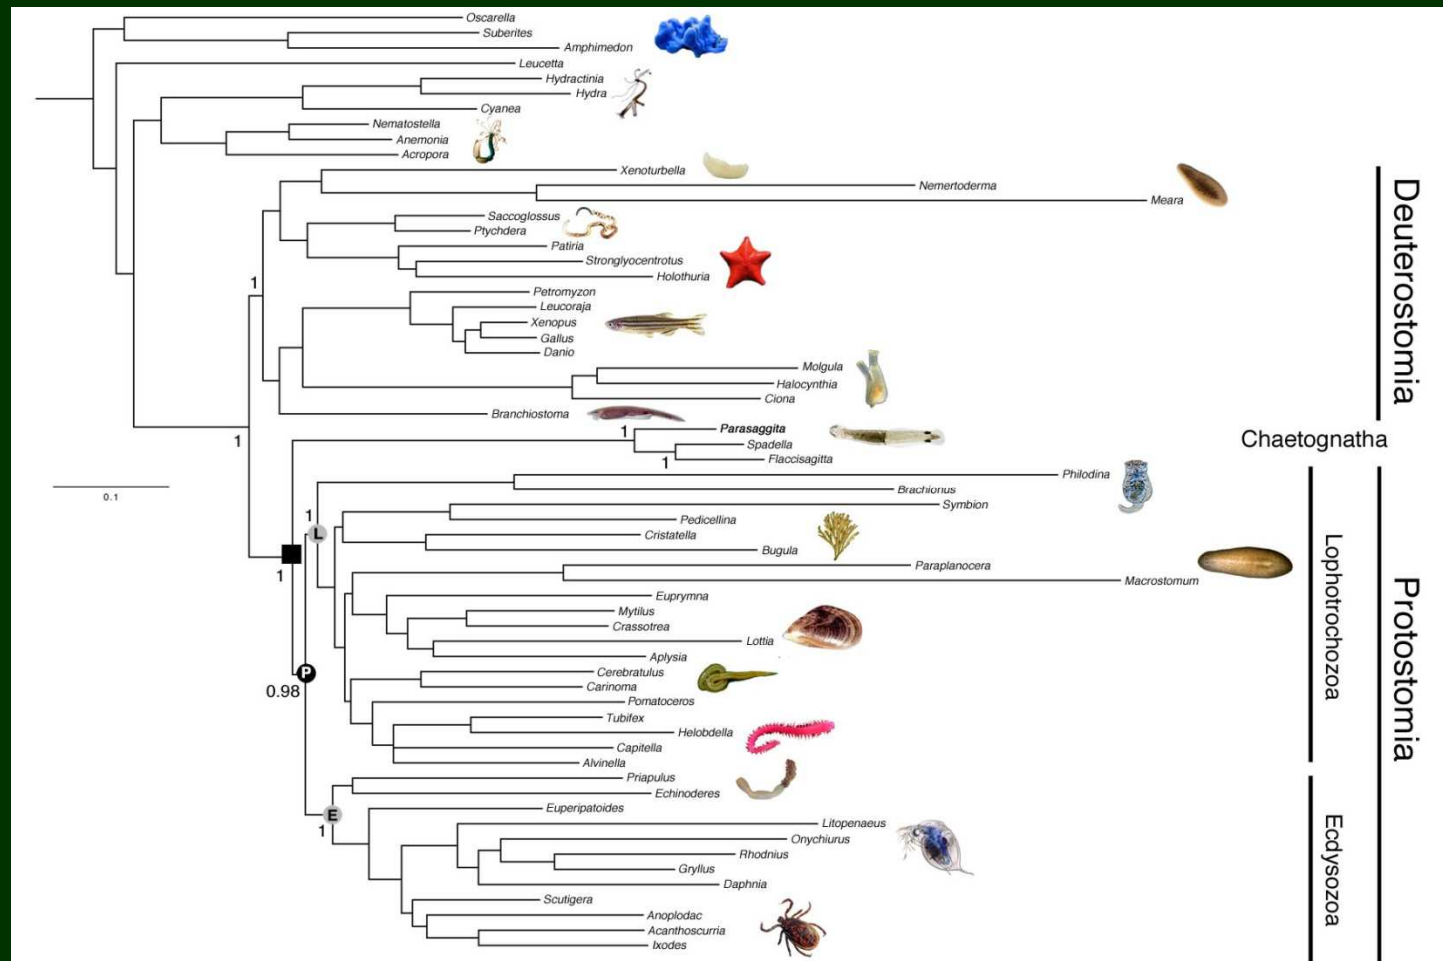 Oscarella
Suberites
Amphimedon
Leucetta
Hydractinia
Hydra
Cyanea
Nematostella
Anemonia
Acropora
Xenoturbella
Nemertoderma
Meara
Saccoglossus
Ptychdera
Patiria
Stronglyocentrotus
Holothuria
1
Petromyzon
Leucoraja
Xenopus
Gallus
Danio
Molgula
Halocynthia
Ciona
Branchiostoma
Deuterostomia
1
1
Parasaggita
Spadella
1
Flaccisagitta
Chaetognatha
0.1
Philodina
Brachionus
Symbion
1
L
Pedicellina
Cristatella
Bugula
1
Paraplanocera
Macrostomum
Euprymna
Mytilus
Crassotrea
Lottia
Aplysia
P
0.98
Cerebratulus
Carinoma
Pomatoceros
Tubifex
Helobdella
Capitella
Alvinella
Lophotrochozoa
Protostomia
Priapulus
Echinoderes
E
1
Euperipatoides
Litopenaeus
Onychiurus
Rhodnius
Gryllus
Daphnia
Scutigera
Anoplodac
Acanthoscurria
Ixodes
Ecdysozoa